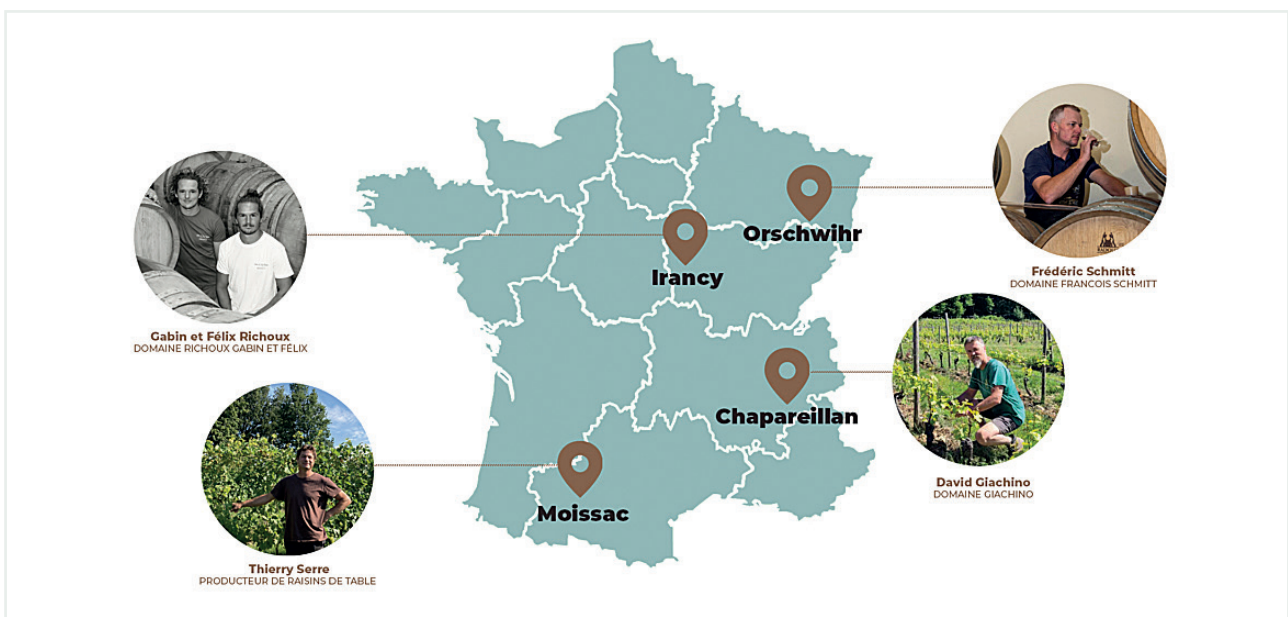 Orschwihr
Irancy
Chapareillan
Moissac
Gabin et Félix Richoux
DOMAINE RICHOUX GABIN ET FÉLIX
Thierry Serre
PRODUCTEUR DE RAISINS DE TABLE
Frédéric Schmitt
DOMAINE FRANCOIS SCHMITT
David Giachino
DOMAINE GIACHINO